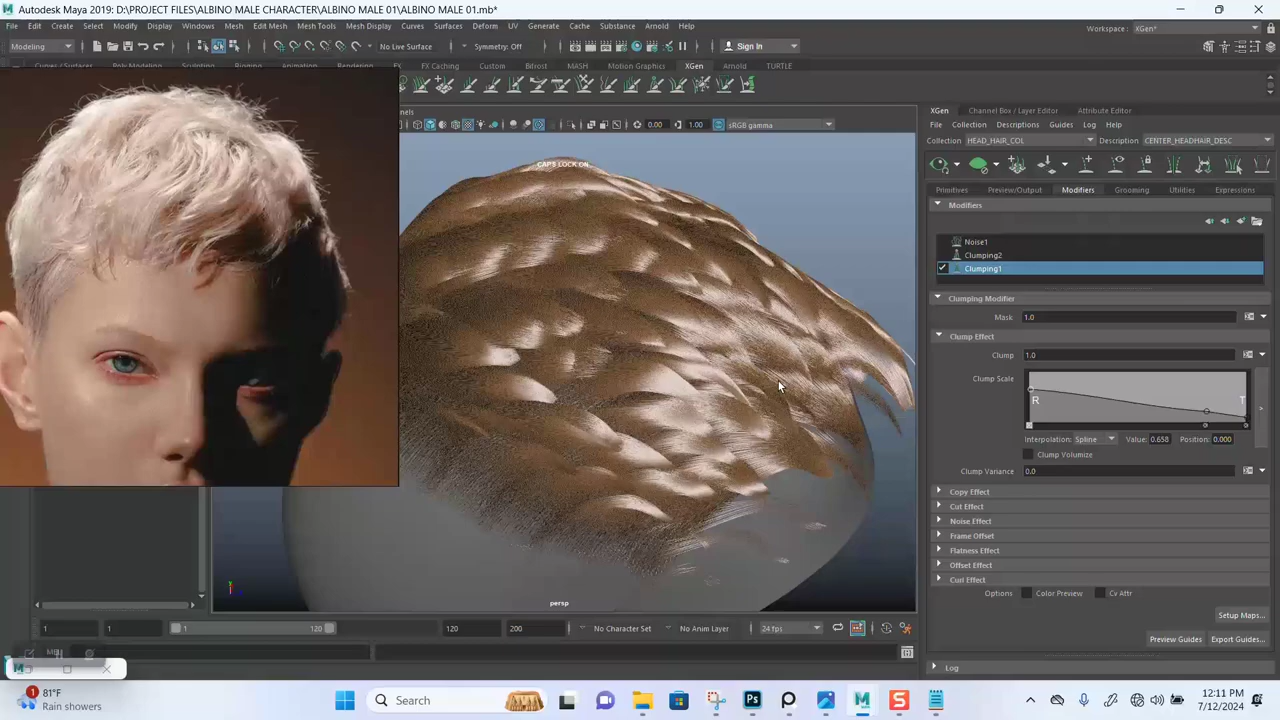 Autodesk Maya 2019: D:\PROJECT FILES\ALBINO MALE CHARACTER\ALBINO MALE 01\ALBINO MALE 01.mb*
File Edit Create Select Modify Display Windows Mesh Edit Mesh Mesh Tools Mesh Display Curves Surfaces Deform UV Generate Cache Substance Arnold Help
Workspace : XGen*
Modeling No Live Surface Symmetry: Off Sign In
FX FX Caching Custom Bifrost MASH Motion Graphics XGen Arnold TURTLE
0.00 1.00 sRGB gamma
CAPS LOCK ON
persp
XGen Channel Box / Layer Editor Attribute Editor
File Collection Descriptions Guides Log Help
Collection HEAD_HAIR_COL Description CENTER_HEADHAIR_DESC
Primitives Preview/Output Modifiers Grooming Utilities Expressions
Modifiers
Noise1
Clumping2
Clumping1
Clumping Modifier
Mask 1.0
Clump Effect
Clump 1.0
Clump Scale R T
Interpolation: Spline Value: 0.658 Position: 0.000
Clump Volumize
Clump Variance 0.0
Copy Effect
Cut Effect
Noise Effect
Frame Offset
Flatness Effect
Offset Effect
Curl Effect
Options Color Preview Cv Attr
Setup Maps...
Preview Guides Export Guides...
Log
1 1 1 120 120 200 No Character Set No Anim Layer 24 fps
81°F
Rain showers
Search
12:11 PM
7/12/2024